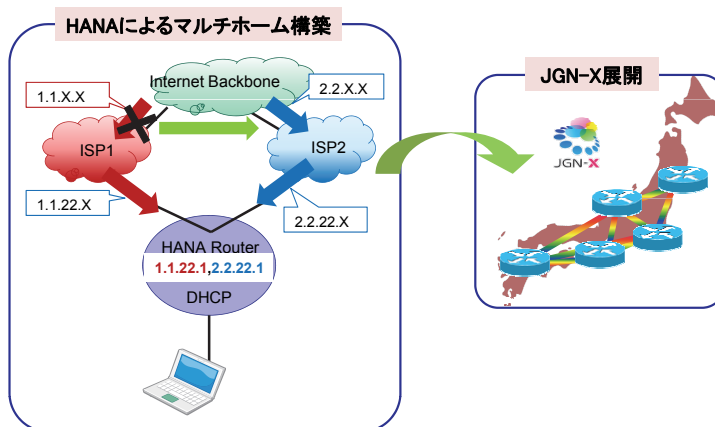 HANAによるマルチホーム構築
Internet Backbone
1.1.X.X
2.2.X.X
ISP1
ISP2
1.1.22.X
2.2.22.X
HANA Router
1.1.22.1,2.2.22.1
DHCP
JGN-X展開
JGN-X